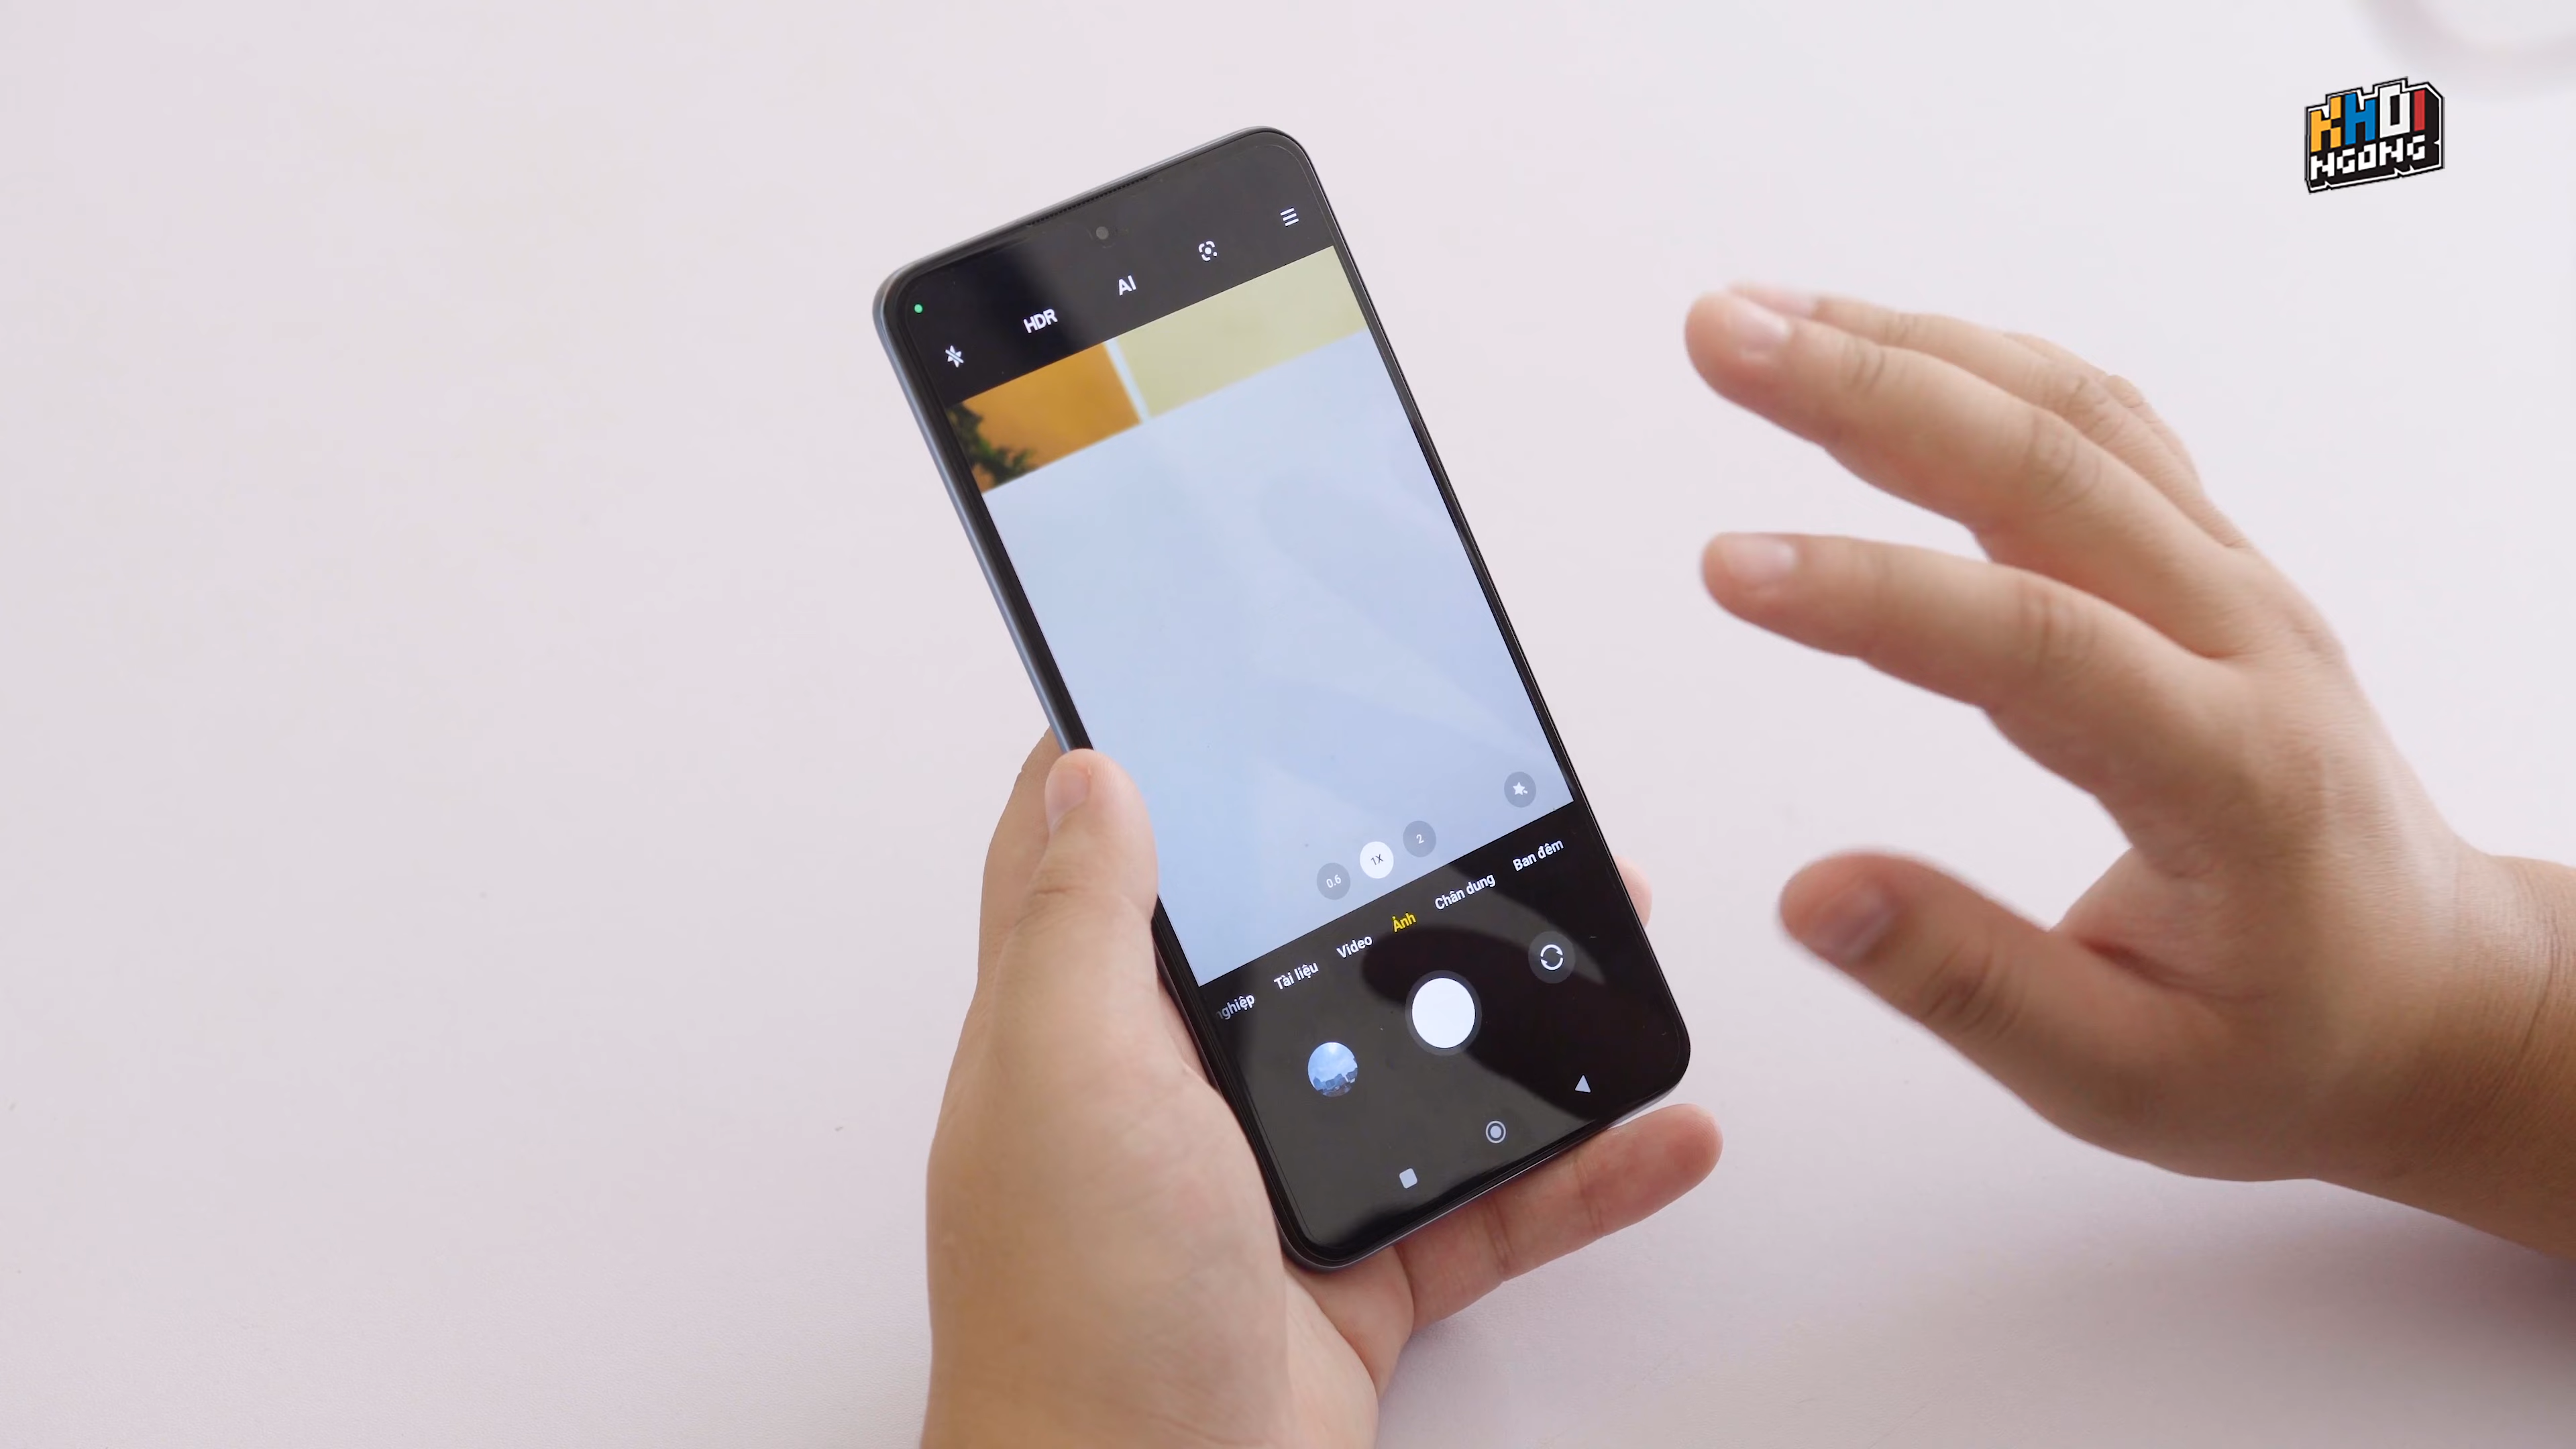 KHOI
NGONG
HDR
AI
0.6
1X
2
nghiệp
Tài liệu
Video
Ảnh
Chân dung
Ban đêm